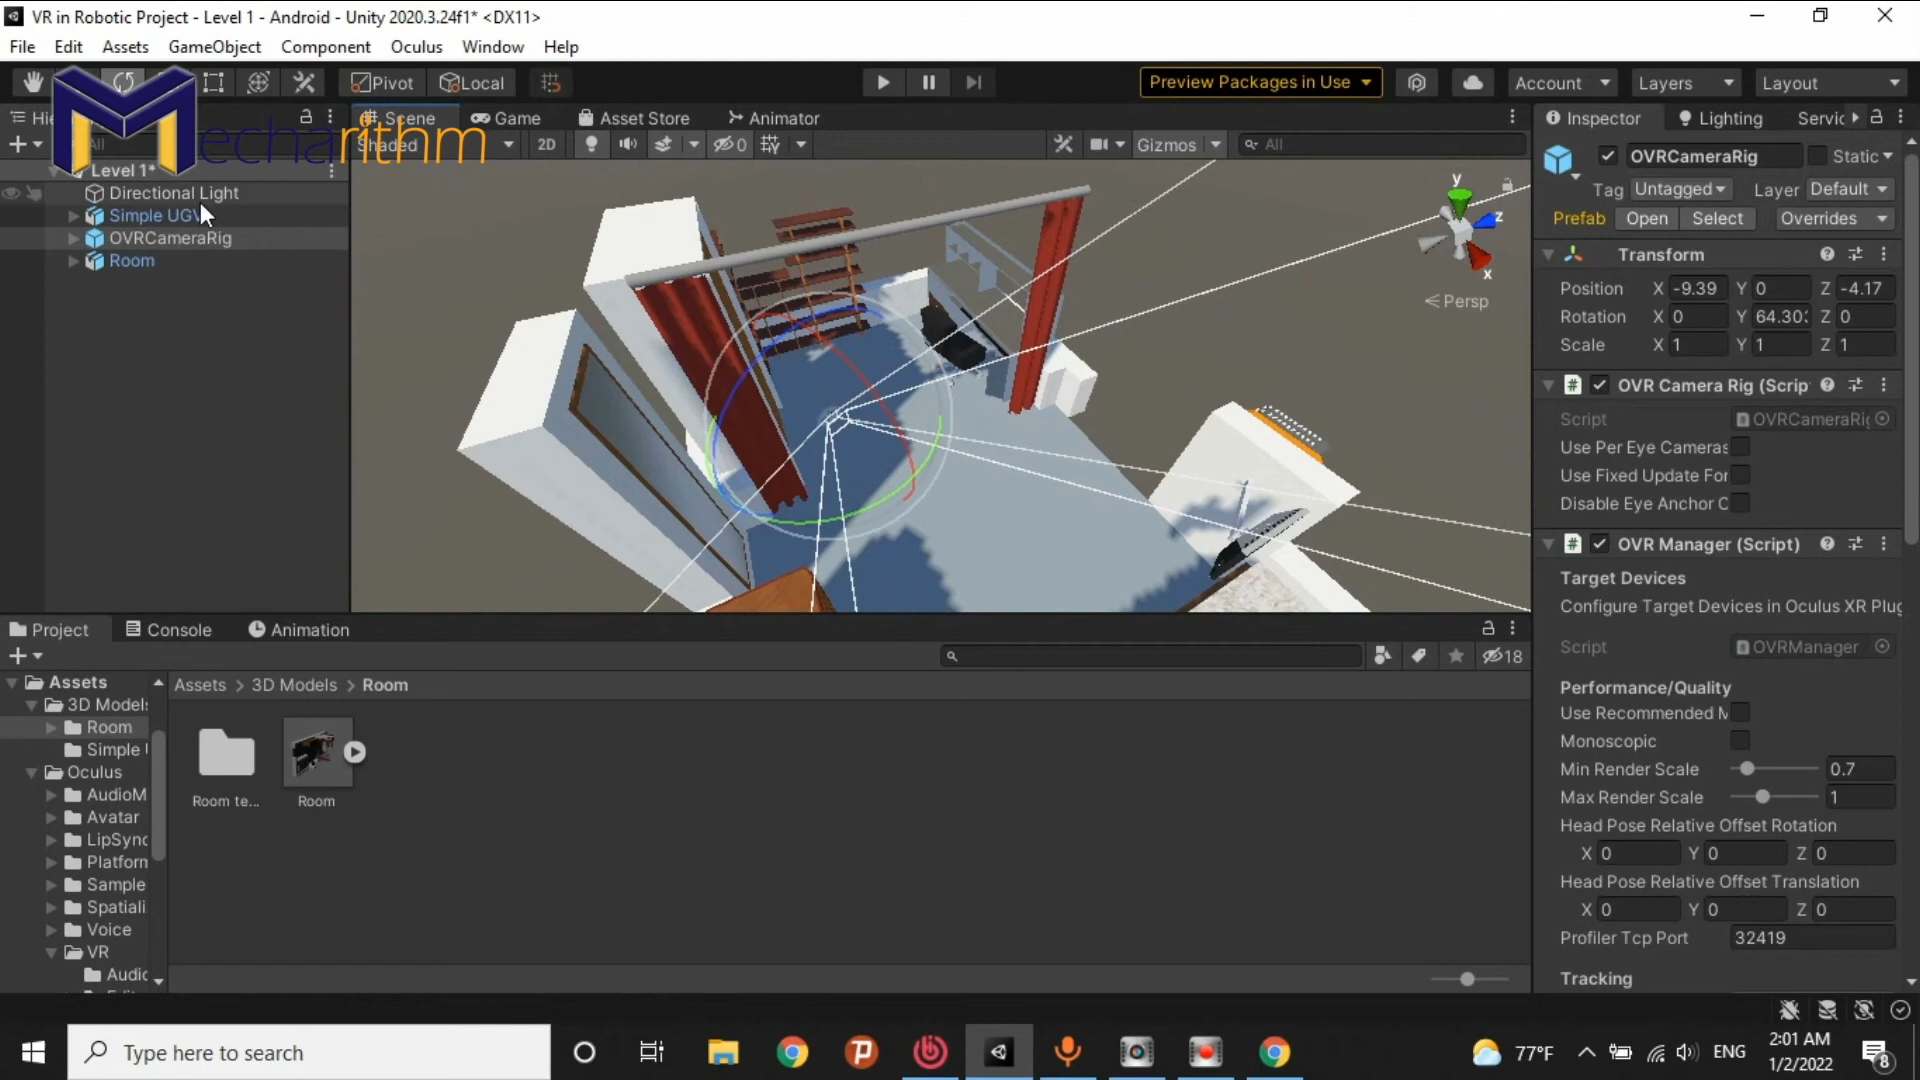 VR in Robotic Project - Level 1 - Android - Unity 2020.3.24f1* <DX11>
File Edit Assets GameObject Component Oculus Window Help
Pivot Local Preview Packages in Use Account Layers Layout
Scene Game Asset Store Animator Inspector Lighting Servic
Mecharithm
All Shaded 2D 0 Gizmos All
Level 1*
Directional Light
Simple UGV
OVRCameraRig
Room
y
z
x
Persp
OVRCameraRig Static
Tag Untagged Layer Default
Prefab Open Select Overrides
Transform
Position X -9.39 Y 0 Z -4.17
Rotation X 0 Y 64.30 Z 0
Scale X 1 Y 1 Z 1
# OVR Camera Rig (Scrip
Script OVRCameraRi
Use Per Eye Cameras
Use Fixed Update For
Disable Eye Anchor C
# OVR Manager (Script)
Target Devices
Configure Target Devices in Oculus XR Plug
Script OVRManager
Performance/Quality
Use Recommended M
Monoscopic
Min Render Scale 0.7
Max Render Scale 1
Head Pose Relative Offset Rotation
X 0 Y 0 Z 0
Head Pose Relative Offset Translation
X 0 Y 0 Z 0
Profiler Tcp Port 32419
Tracking
Project Console Animation
18
Assets
3D Model
Room
Simple
Oculus
AudioM
Avatar
LipSync
Platforn
Sample
Spatiali
Voice
VR
Audic
Assets > 3D Models > Room
Room te...
Room
Type here to search
77°F ENG
2:01 AM
1/2/2022
8